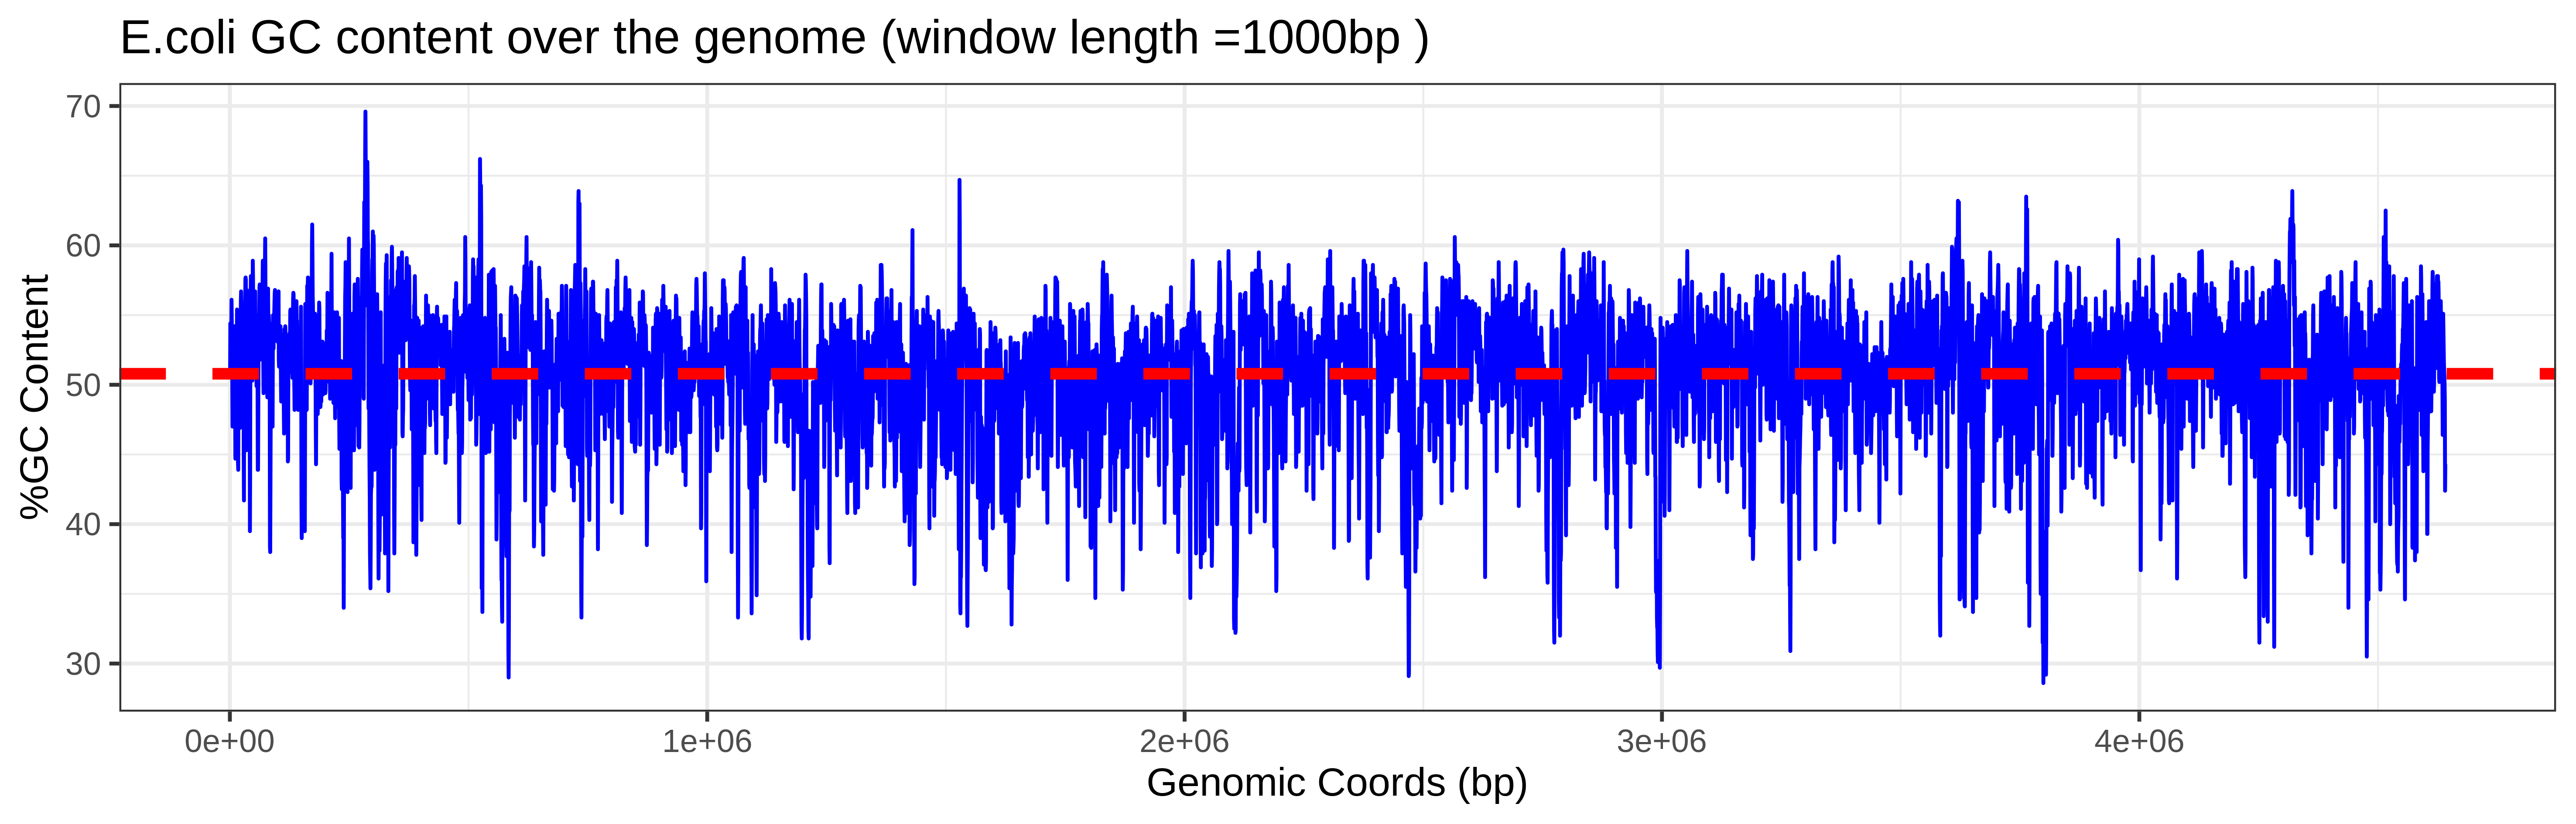 E.coli GC content over the genome (window length =1000bp )
%GC Content
70
60
50
40
30
0e+00 1e+06 2e+06 3e+06 4e+06
Genomic Coords (bp)